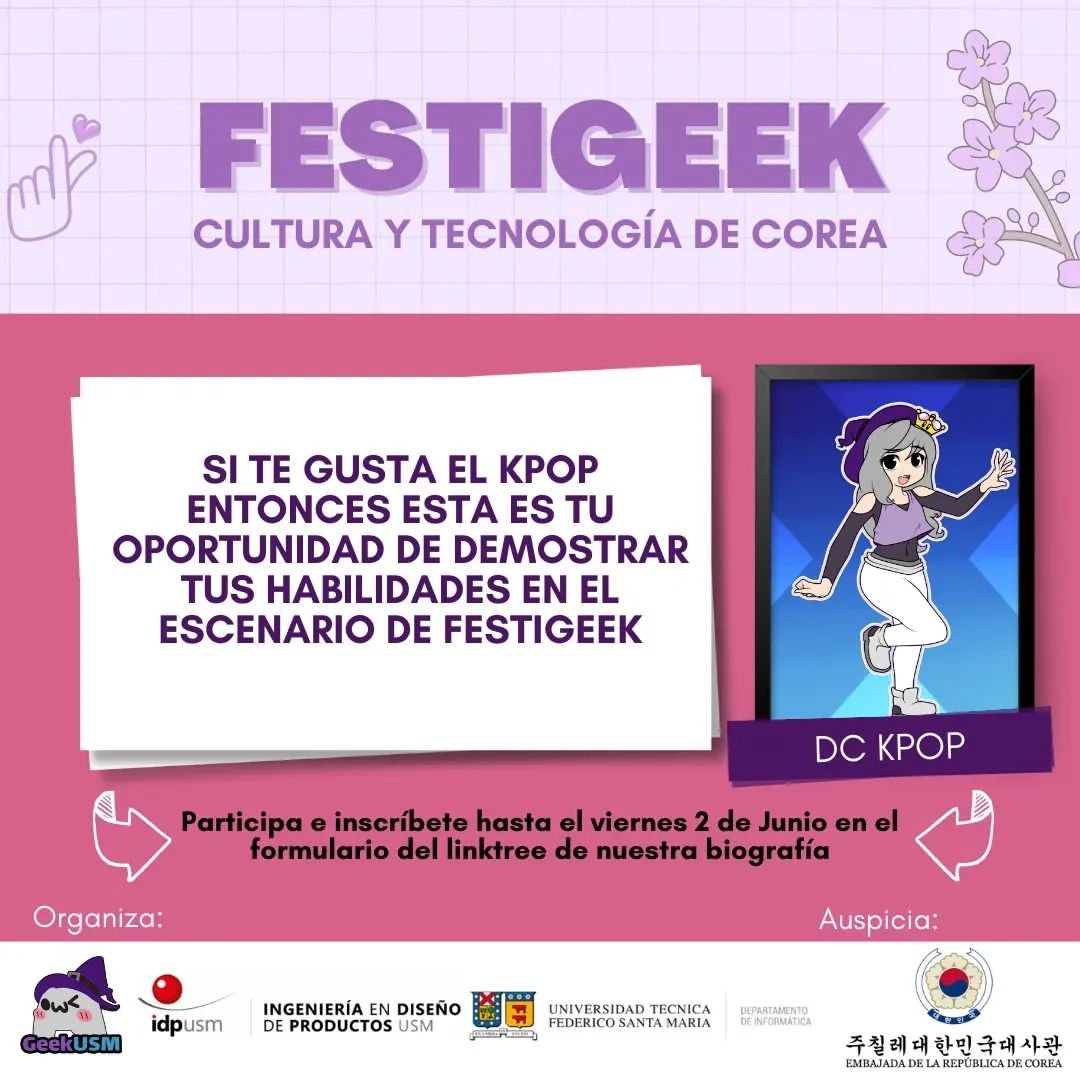 FESTIGEEK
CULTURA Y TECNOLOGÍA DE COREA
SI TE GUSTA EL KPOP
ENTONCES ESTA ES TU
OPORTUNIDAD DE DEMOSTRAR
TUS HABILIDADES EN EL
ESCENARIO DE FESTIGEEK
DC KPOP
Participa e inscríbete hasta el viernes 2 de Junio en el
formulario del linktree de nuestra biografía
Organiza:
Auspicia:
GeekUSM
idpusm
INGENIERÍA EN DISEÑO
DE PRODUCTOS USM
UNIVERSIDAD TECNICA
FEDERICO SANTA MARIA
DEPARTAMENTO
DE INFORMÁTICA
대한민국
주칠레대한민국대사관
EMBAJADA DE LA REPÚBLICA DE COREA